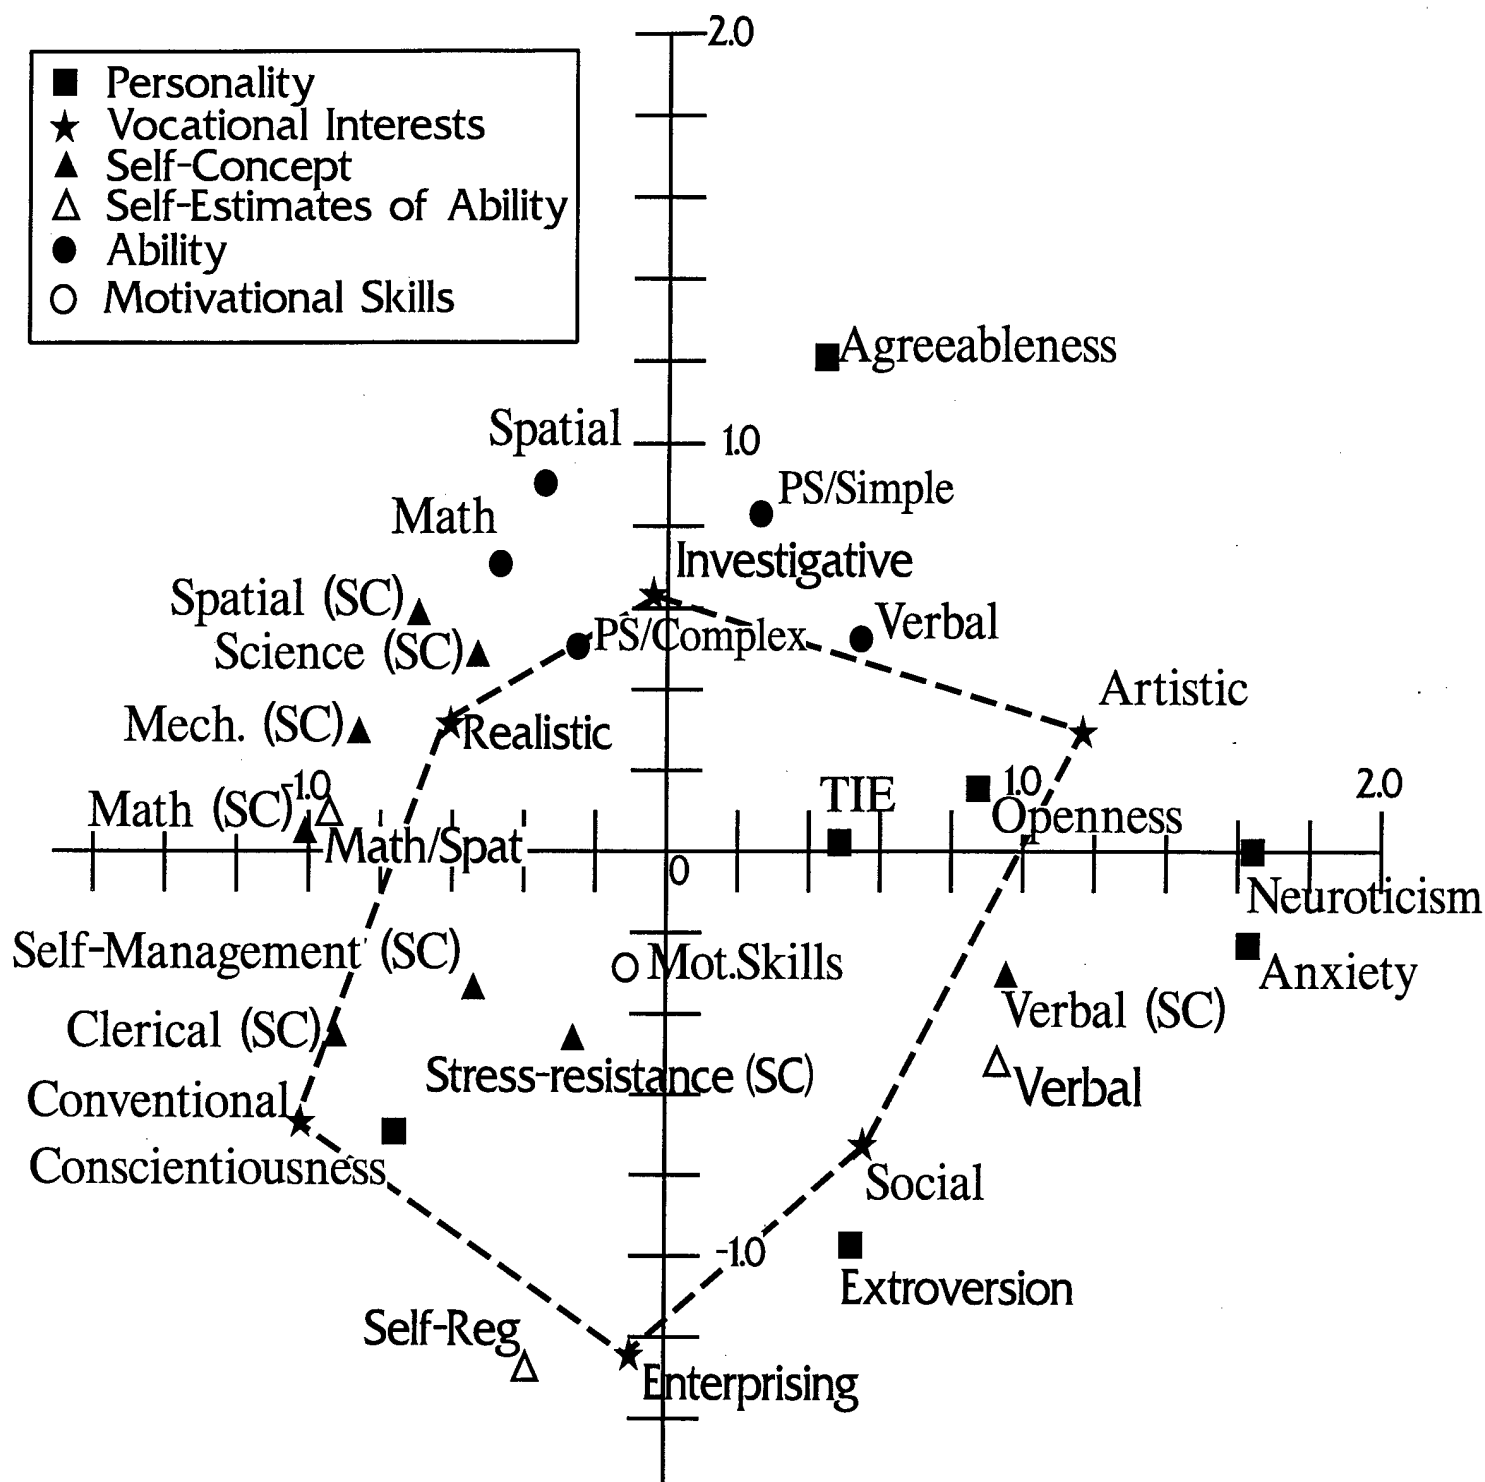 2.0
Personality
Vocational Interests
Self-Concept
Self-Estimates of Ability
Ability
Motivational Skills
Agreeableness
Spatial
1.0
PS/Simple
Math
Investigative
Spatial (SC)
Verbal
PS/Complex
Science (SC)
Artistic
Mech. (SC)
Realistic
-1.0
1.0
2.0
TIE
Math (SC)
Openness
Math/Spat
0
Neuroticism
Self-Management (SC)
Mot.Skills
Anxiety
Verbal (SC)
Clerical (SC)
Stress-resistance (SC)
Verbal
Conventional
Conscientiousness
Social
-1.0
Extroversion
Self-Reg
Enterprising